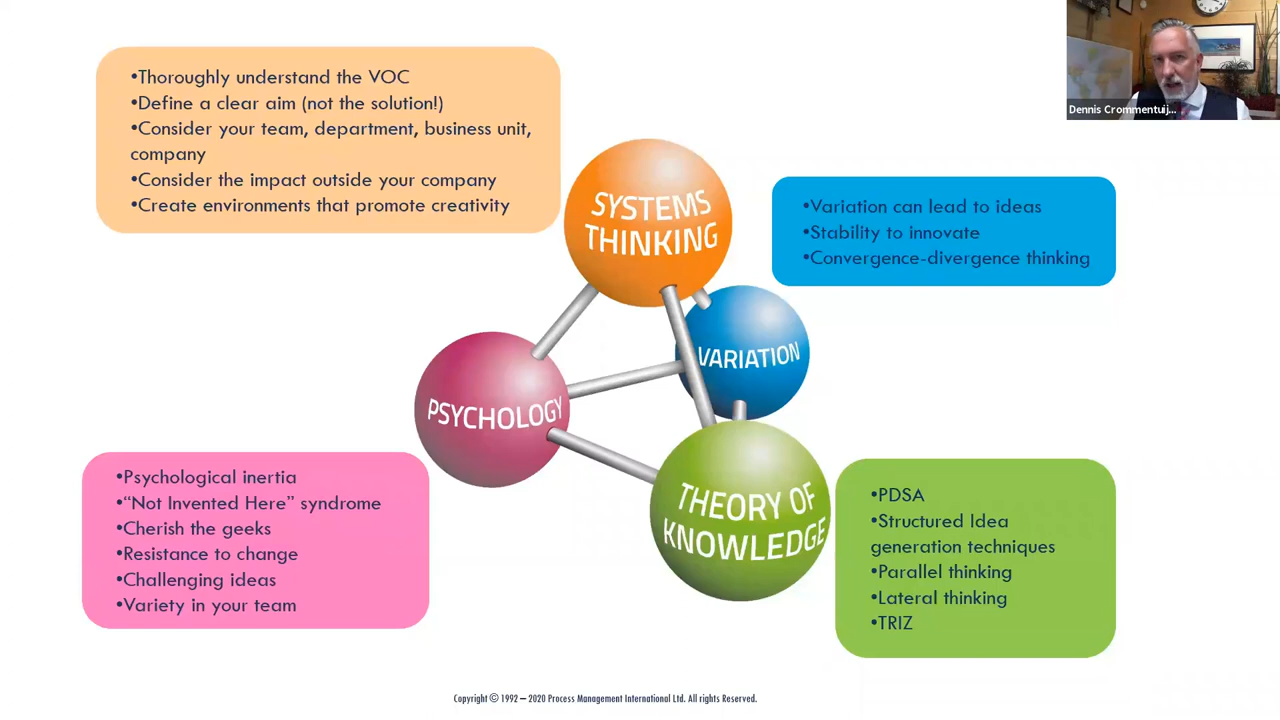 •Thoroughly understand the VOC
•Define a clear aim (not the solution!)
•Consider your team, department, business unit,
company
•Consider the impact outside your company
•Create environments that promote creativity
Dennis Crommentuij...
SYSTEMS
THINKING
•Variation can lead to ideas
•Stability to innovate
•Convergence-divergence thinking
VARIATION
PSYCHOLOGY
•Psychological inertia
•“Not Invented Here” syndrome
•Cherish the geeks
•Resistance to change
•Challenging ideas
•Variety in your team
THEORY OF
KNOWLEDGE
•PDSA
•Structured Idea
generation techniques
•Parallel thinking
•Lateral thinking
•TRIZ
Copyright © 1992 – 2020 Process Management International Ltd. All rights Reserved.